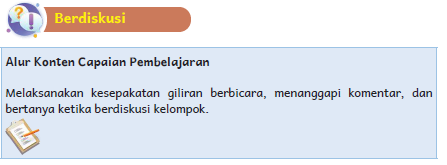 Berdiskusi
Alur Konten Capaian Pembelajaran
Melaksanakan kesepakatan giliran berbicara, menanggapi komentar, dan
bertanya ketika berdiskusi kelompok.